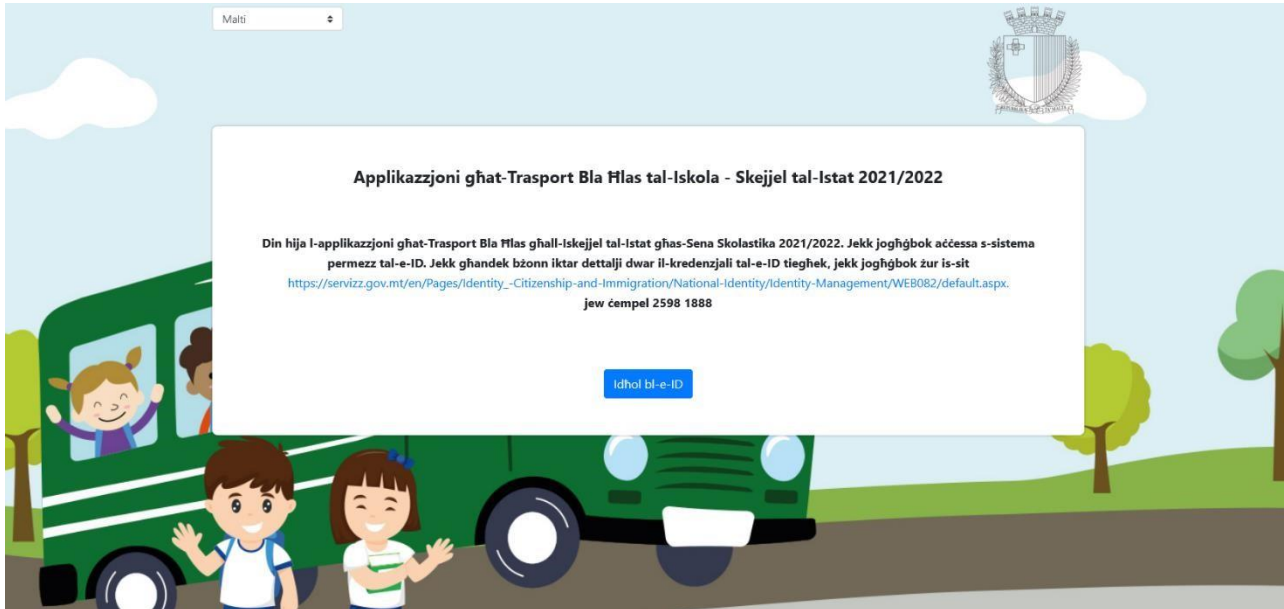 Malti
Applikazzjoni għat-Trasport Bla Ħlas tal-Iskola - Skejjel tal-Istat 2021/2022
Din hija l-applikazzjoni għat-Trasport Bla Ħlas għall-Iskejjel tal-Istat għas-Sena Skolastika 2021/2022. Jekk jogħġbok aċċessa s-sistema
permezz tal-e-ID. Jekk għandek bżonn iktar dettalji dwar il-kredenzjali tal-e-ID tiegħek, jekk jogħġbok żur is-sit
https://servizz.gov.mt/en/Pages/Identity_-Citizenship-and-Immigration/National-Identity/Identity-Management/WEB082/default.aspx.
jew ċempel 2598 1888
Idħol bl-e-ID